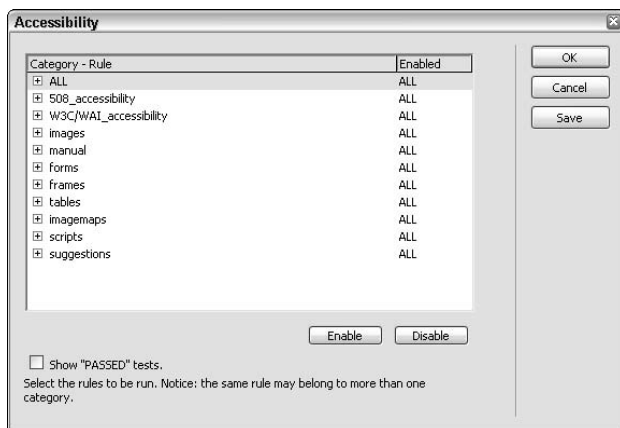 Accessibility
OK
Cancel
Save
Category - Rule Enabled
ALL ALL
508_accessibility ALL
W3C/WAI_accessibility ALL
images ALL
manual ALL
forms ALL
frames ALL
tables ALL
imagemaps ALL
scripts ALL
suggestions ALL
Enable Disable
Show "PASSED" tests.
Select the rules to be run. Notice: the same rule may belong to more than one
category.